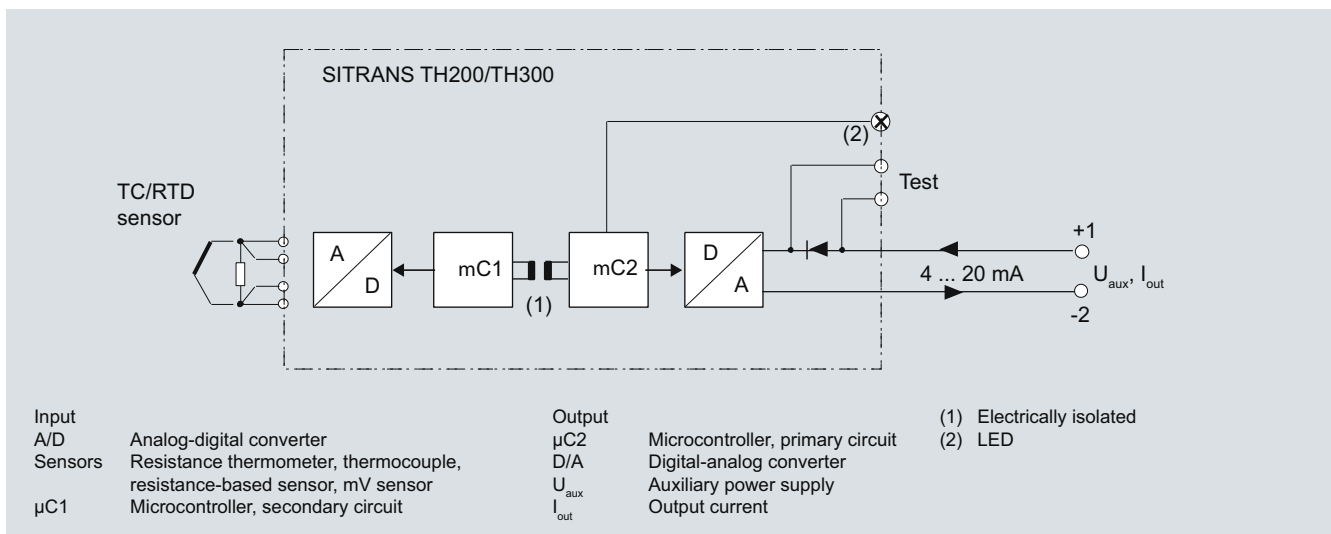 SITRANS TH200/TH300
(2)
Test
TC/RTD
sensor
A
D
mC1
(1)
mC2
D
A
+1
4 ... 20 mA
U_aux, I_out
-2
Input
A/D Analog-digital converter
Sensors Resistance thermometer, thermocouple,
resistance-based sensor, mV sensor
µC1 Microcontroller, secondary circuit
Output
µC2 Microcontroller, primary circuit
D/A Digital-analog converter
U_aux Auxiliary power supply
I_out Output current
(1) Electrically isolated
(2) LED